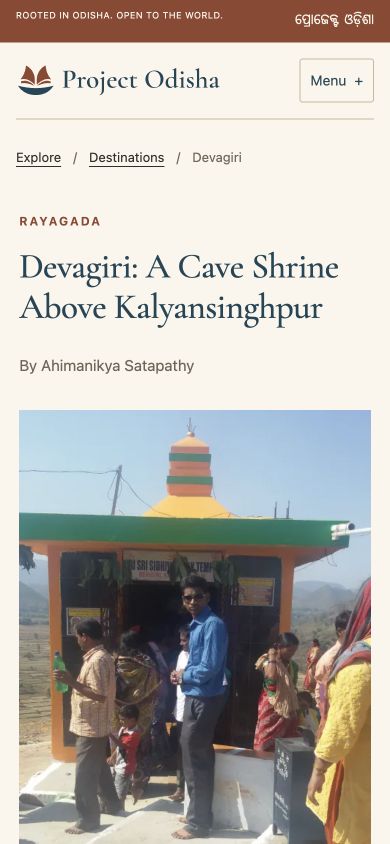 ROOTED IN ODISHA. OPEN TO THE WORLD.
ପ୍ରୋଜେକ୍ଟ ଓଡ଼ିଶା
Project Odisha
Menu +
Explore / Destinations / Devagiri
RAYAGADA
Devagiri: A Cave Shrine
Above Kalyansinghpur
By Ahimanikya Satapathy
SRI